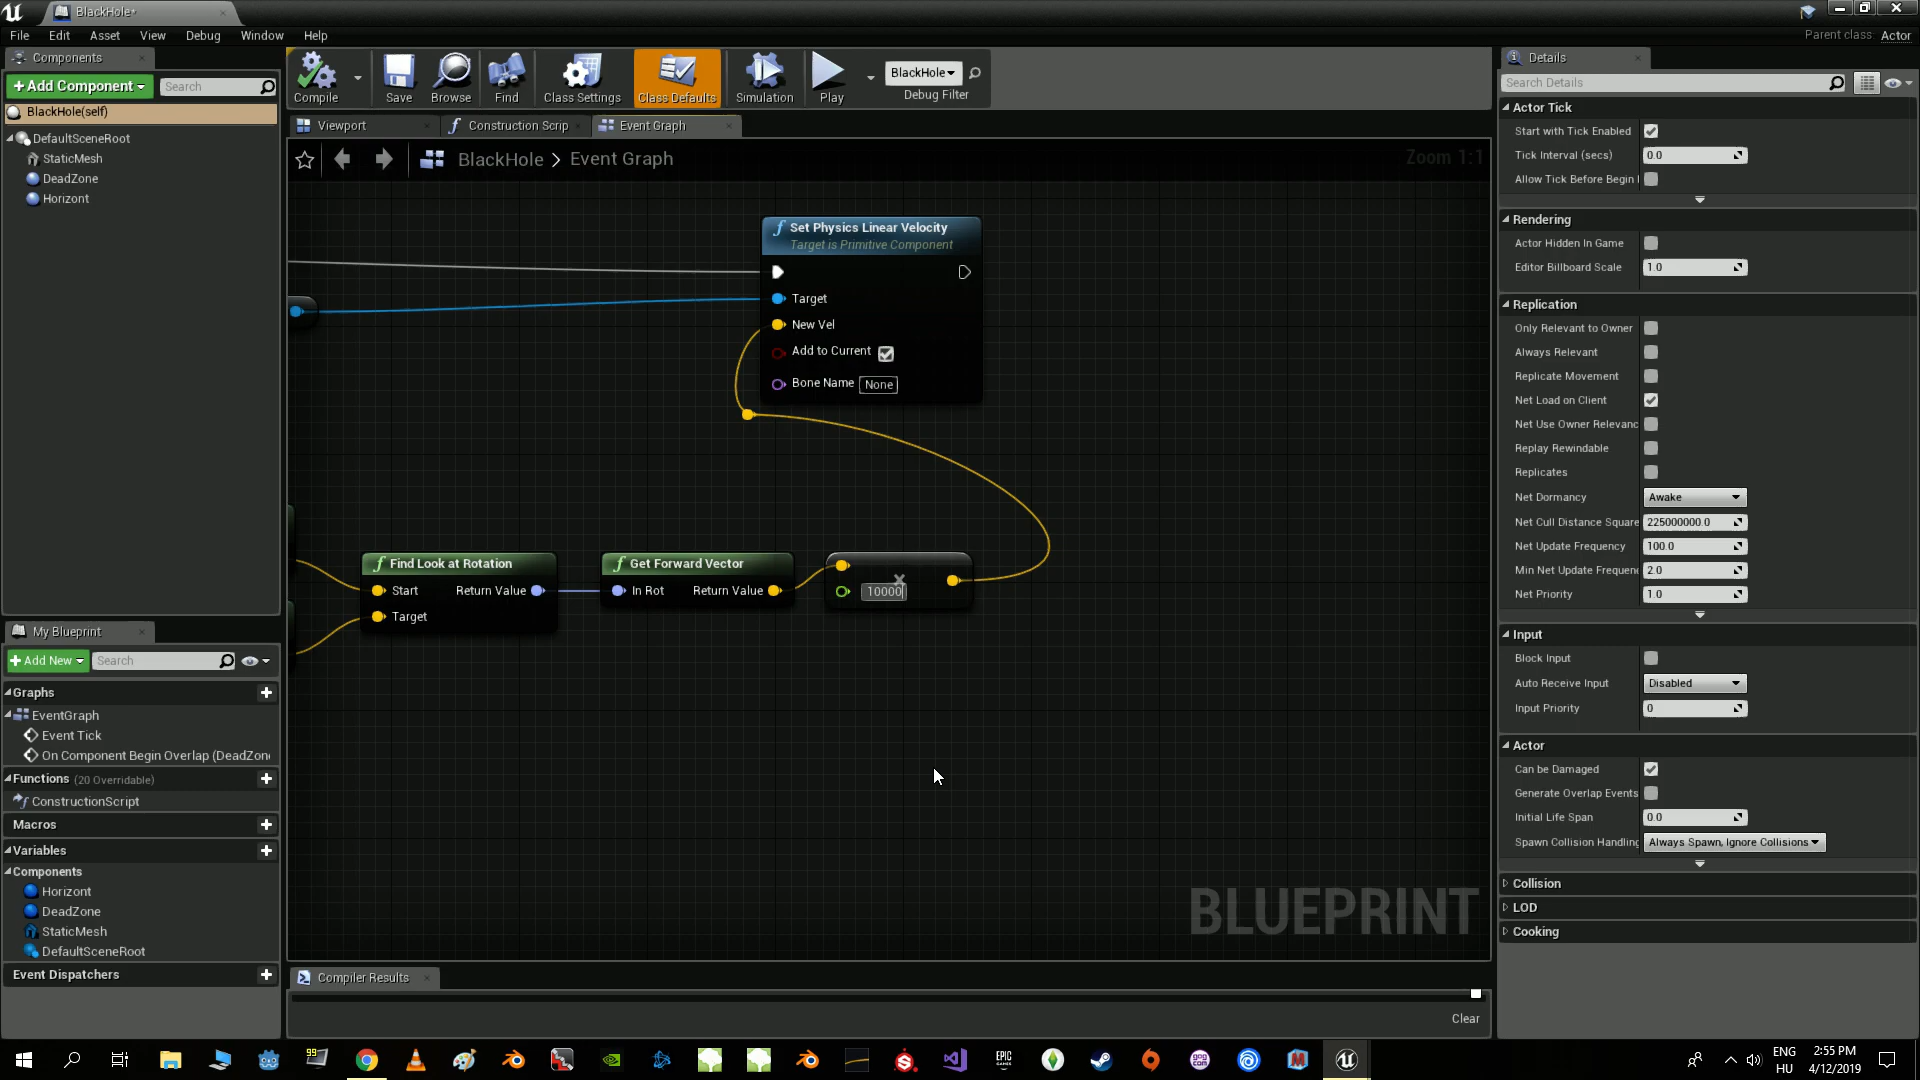 BlackHole*
File Edit Asset View Debug Window Help
Parent class: Actor
Components
+ Add Component
Search
BlackHole(self)
DefaultSceneRoot
StaticMesh
DeadZone
Horizont
My Blueprint
+ Add New
Search
Graphs
EventGraph
Event Tick
On Component Begin Overlap (DeadZon
Functions (20 Overridable)
ConstructionScript
Macros
Variables
Components
Horizont
DeadZone
StaticMesh
DefaultSceneRoot
Event Dispatchers
Compile
Save
Browse
Find
Class Settings
Class Defaults
Simulation
Play
BlackHole
Debug Filter
Viewport
Construction Scrip
Event Graph
BlackHole > Event Graph
Zoom 1:1
Set Physics Linear Velocity
Target is Primitive Component
Target
New Vel
Add to Current
Bone Name None
Find Look at Rotation
Start Return Value
Target
Get Forward Vector
In Rot Return Value
10000
BLUEPRINT
Compiler Results
Clear
Details
Search Details
Actor Tick
Start with Tick Enabled
Tick Interval (secs) 0.0
Allow Tick Before Begin
Rendering
Actor Hidden In Game
Editor Billboard Scale 1.0
Replication
Only Relevant to Owner
Always Relevant
Replicate Movement
Net Load on Client
Net Use Owner Relevanc
Replay Rewindable
Replicates
Net Dormancy Awake
Net Cull Distance Square 225000000.0
Net Update Frequency 100.0
Min Net Update Frequen 2.0
Net Priority 1.0
Input
Block Input
Auto Receive Input Disabled
Input Priority 0
Actor
Can be Damaged
Generate Overlap Events
Initial Life Span 0.0
Spawn Collision Handling Always Spawn, Ignore Collisions
Collision
LOD
Cooking
99
EPIC
GAMES
GOG
COM
ENG
HU
2:55 PM
4/12/2019